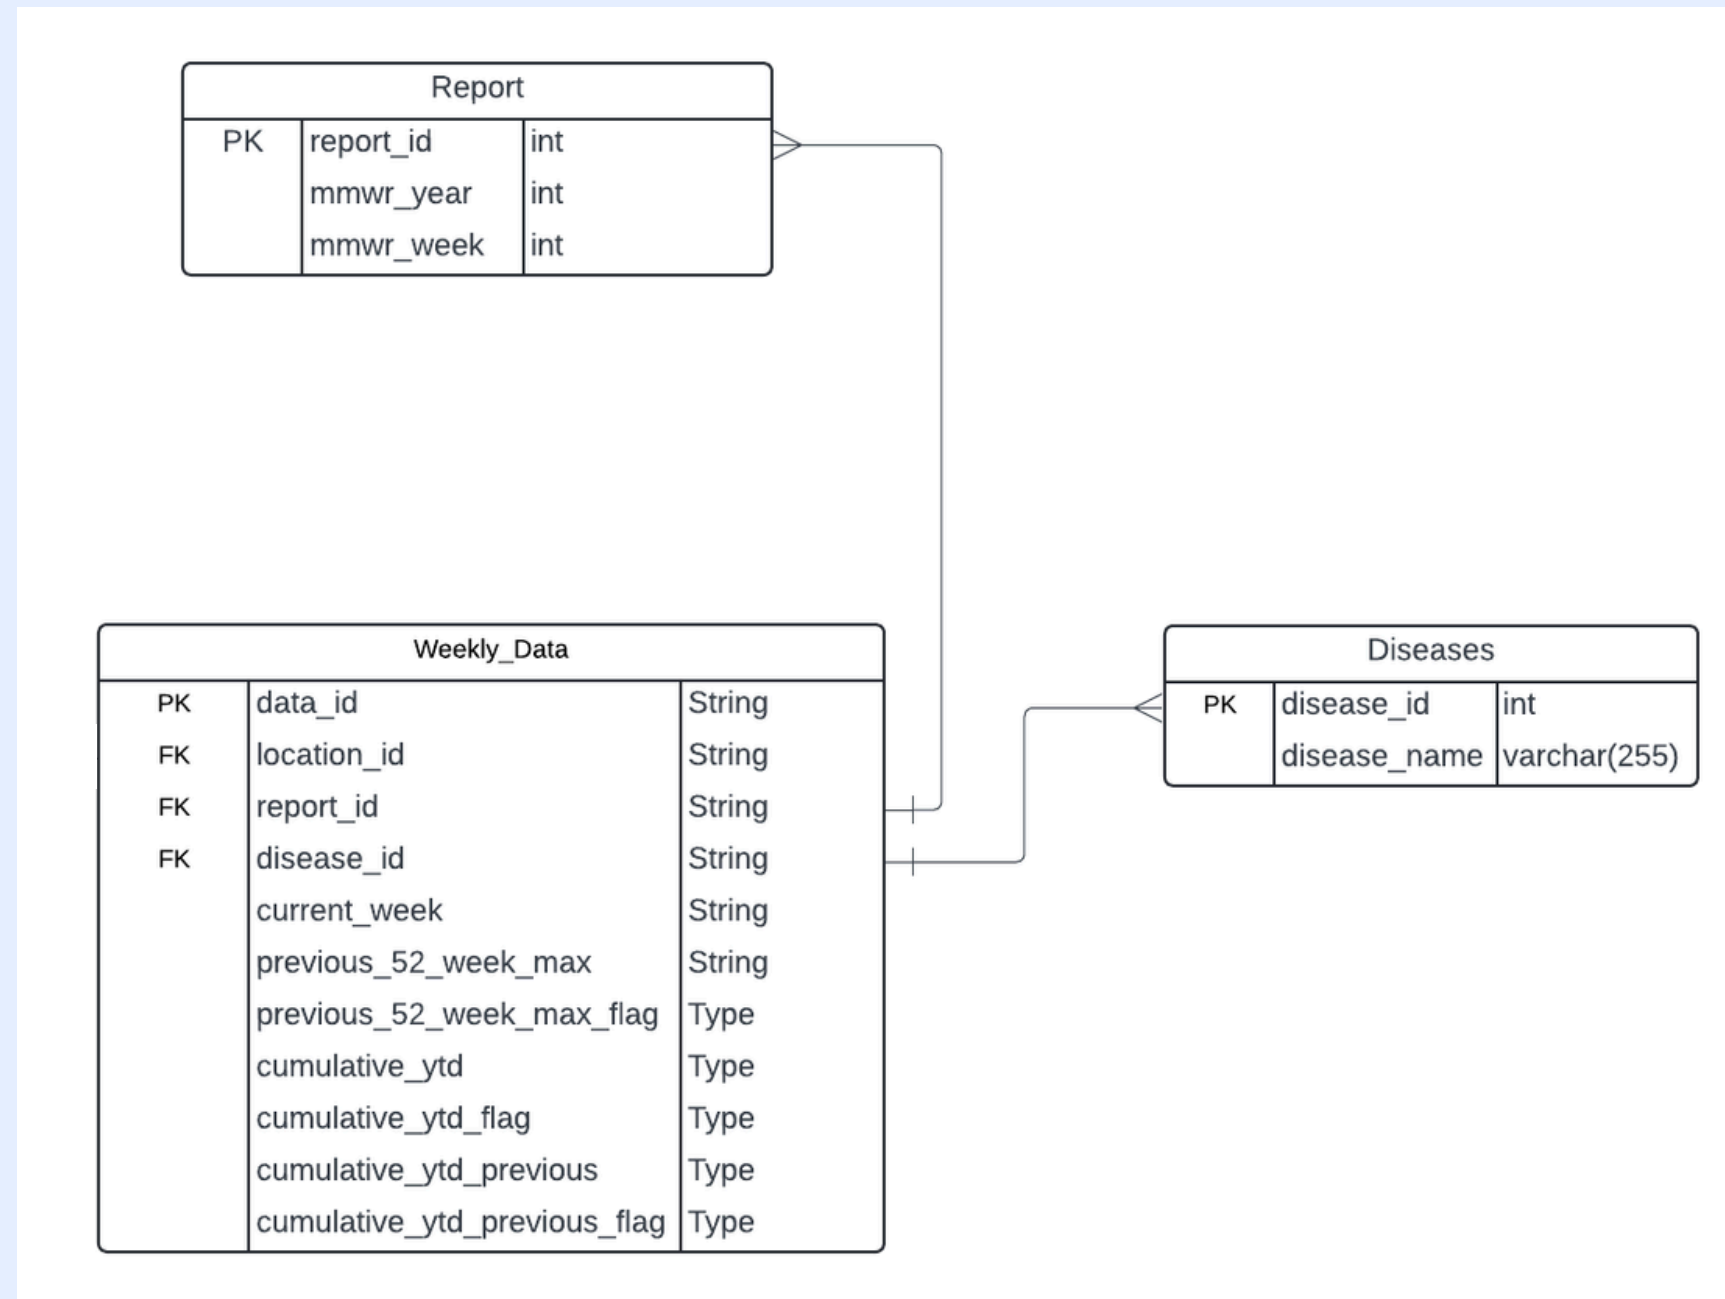 Report
PK report_id int
mmwr_year int
mmwr_week int
Weekly_Data
PK data_id String
FK location_id String
FK report_id String
FK disease_id String
current_week String
previous_52_week_max String
previous_52_week_max_flag Type
cumulative_ytd Type
cumulative_ytd_flag Type
cumulative_ytd_previous Type
cumulative_ytd_previous_flag Type
Diseases
PK disease_id int
disease_name varchar(255)